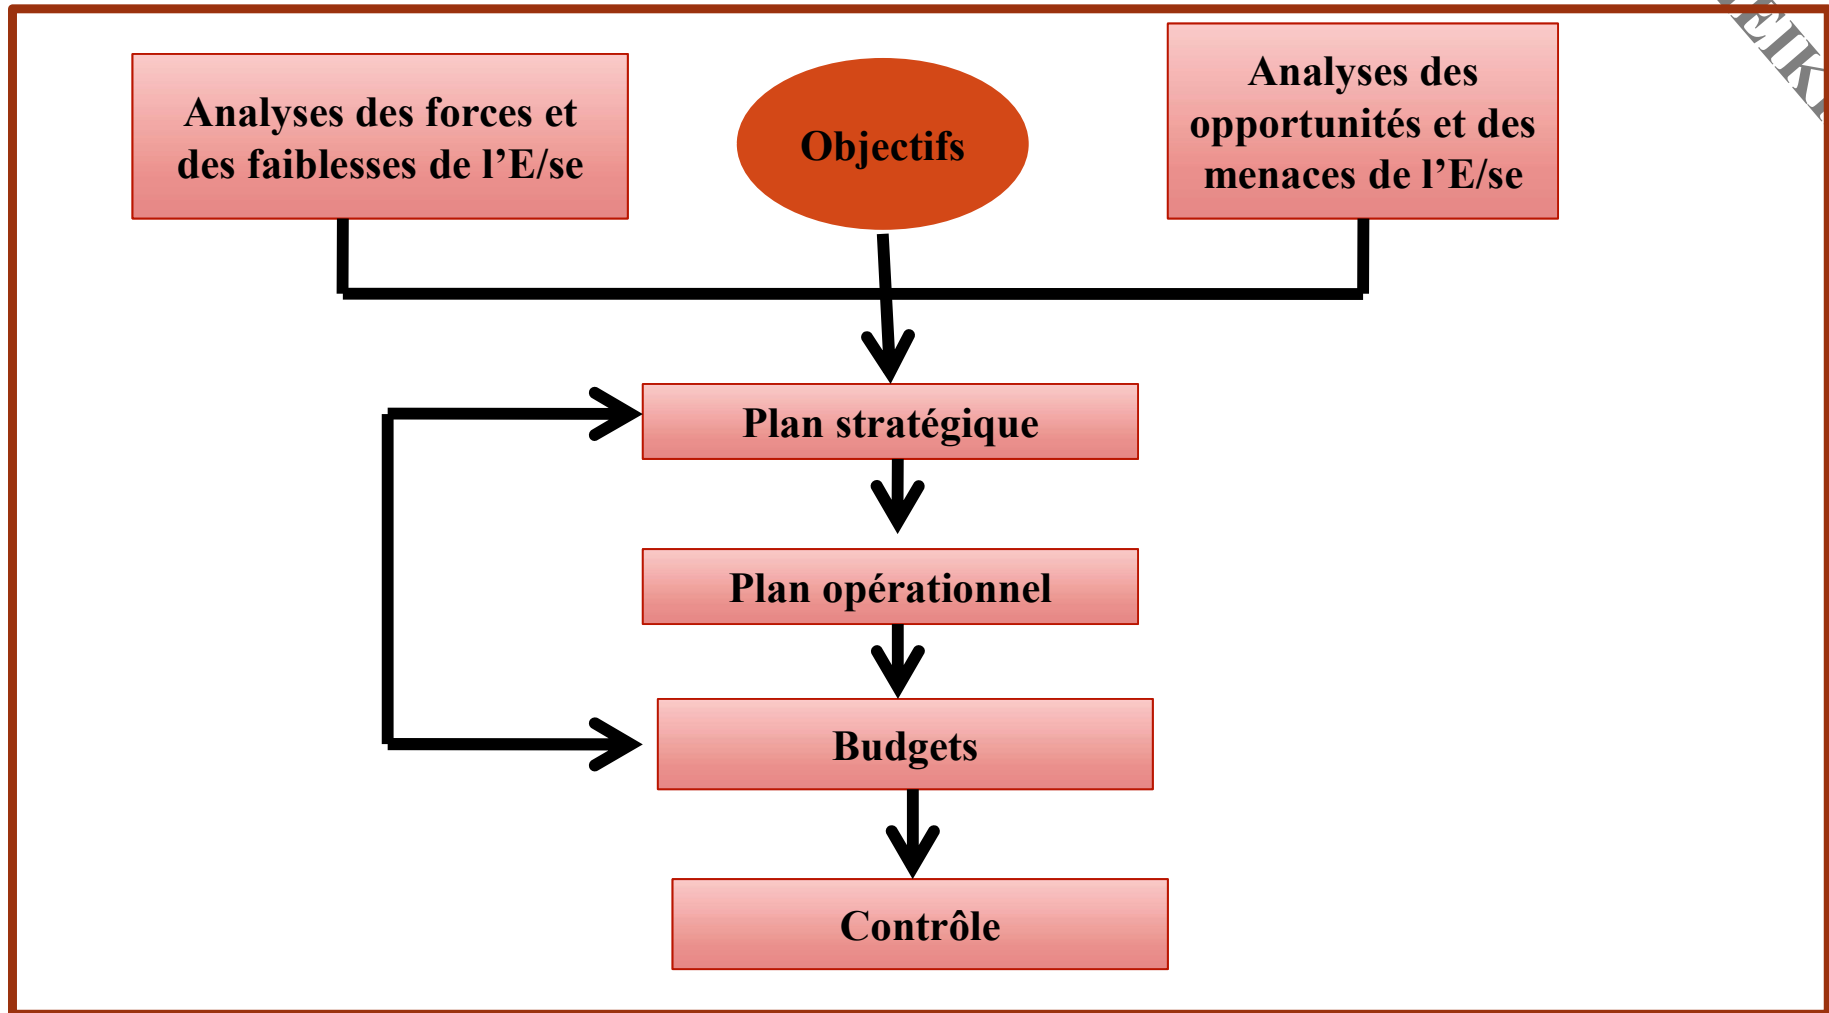 Analyses des forces et
des faiblesses de l’E/se
Objectifs
Analyses des
opportunités et des
menaces de l’E/se
Plan stratégique
Plan opérationnel
Budgets
Contrôle